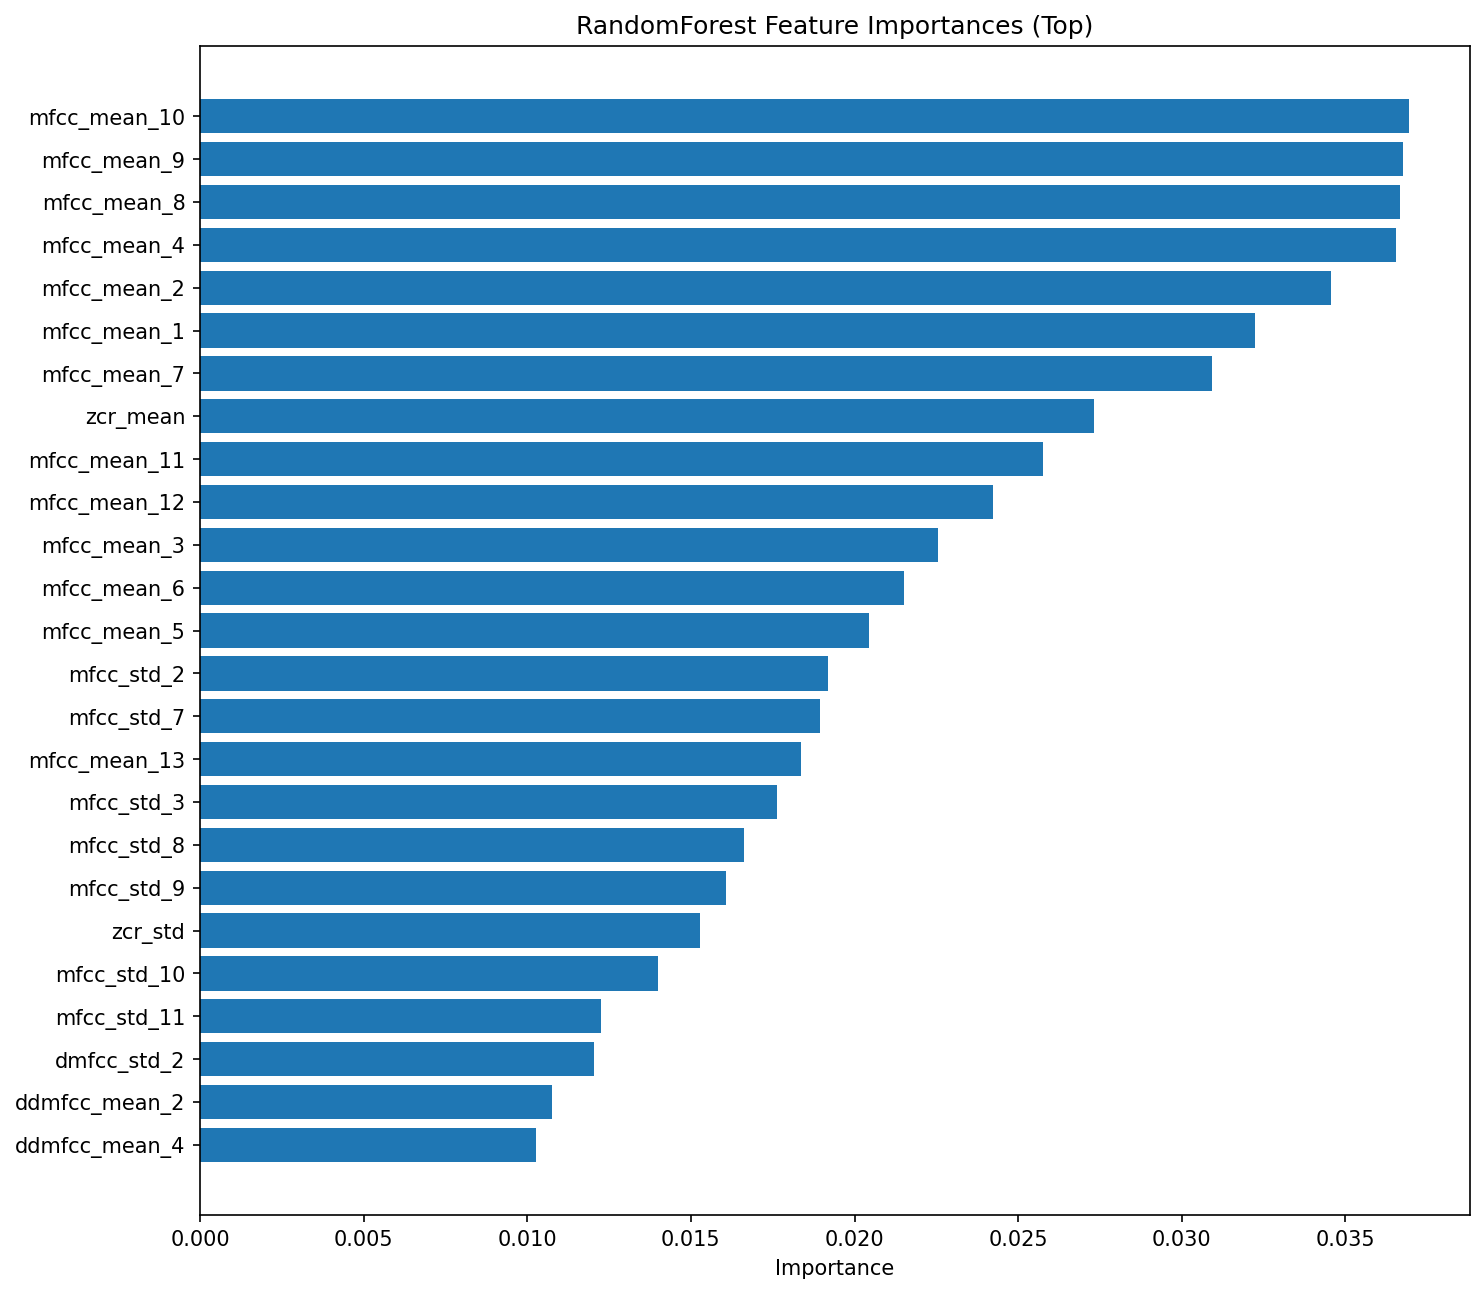 RandomForest Feature Importances (Top)
mfcc_mean_10
mfcc_mean_9
mfcc_mean_8
mfcc_mean_4
mfcc_mean_2
mfcc_mean_1
mfcc_mean_7
zcr_mean
mfcc_mean_11
mfcc_mean_12
mfcc_mean_3
mfcc_mean_6
mfcc_mean_5
mfcc_std_2
mfcc_std_7
mfcc_mean_13
mfcc_std_3
mfcc_std_8
mfcc_std_9
zcr_std
mfcc_std_10
mfcc_std_11
dmfcc_std_2
ddmfcc_mean_2
ddmfcc_mean_4
0.000 0.005 0.010 0.015 0.020 0.025 0.030 0.035
Importance